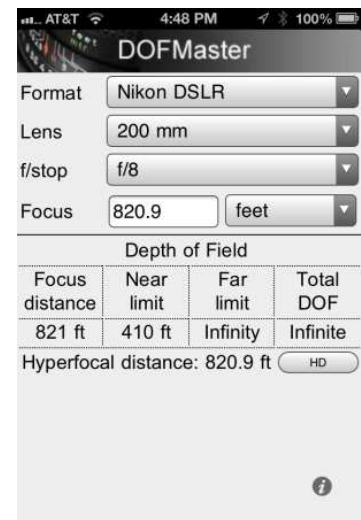 AT&T 4:48 PM 100%
DOFMaster
Format Nikon DSLR
Lens 200 mm
f/stop f/8
Focus 820.9 feet
Depth of Field
Focus distance Near limit Far limit Total DOF
821 ft 410 ft Infinity Infinite
Hyperfocal distance: 820.9 ft HD
i